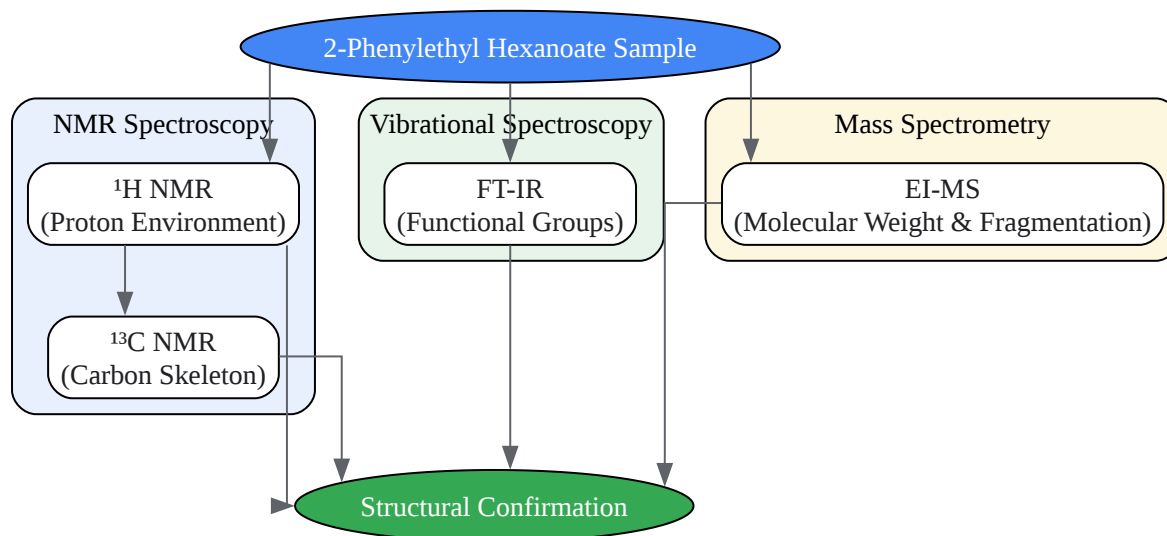 2-Phenylethyl Hexanoate Sample
NMR Spectroscopy
Vibrational Spectroscopy
Mass Spectrometry
¹H NMR
(Proton Environment)
FT-IR
(Functional Groups)
EI-MS
(Molecular Weight & Fragmentation)
¹³C NMR
(Carbon Skeleton)
Structural Confirmation